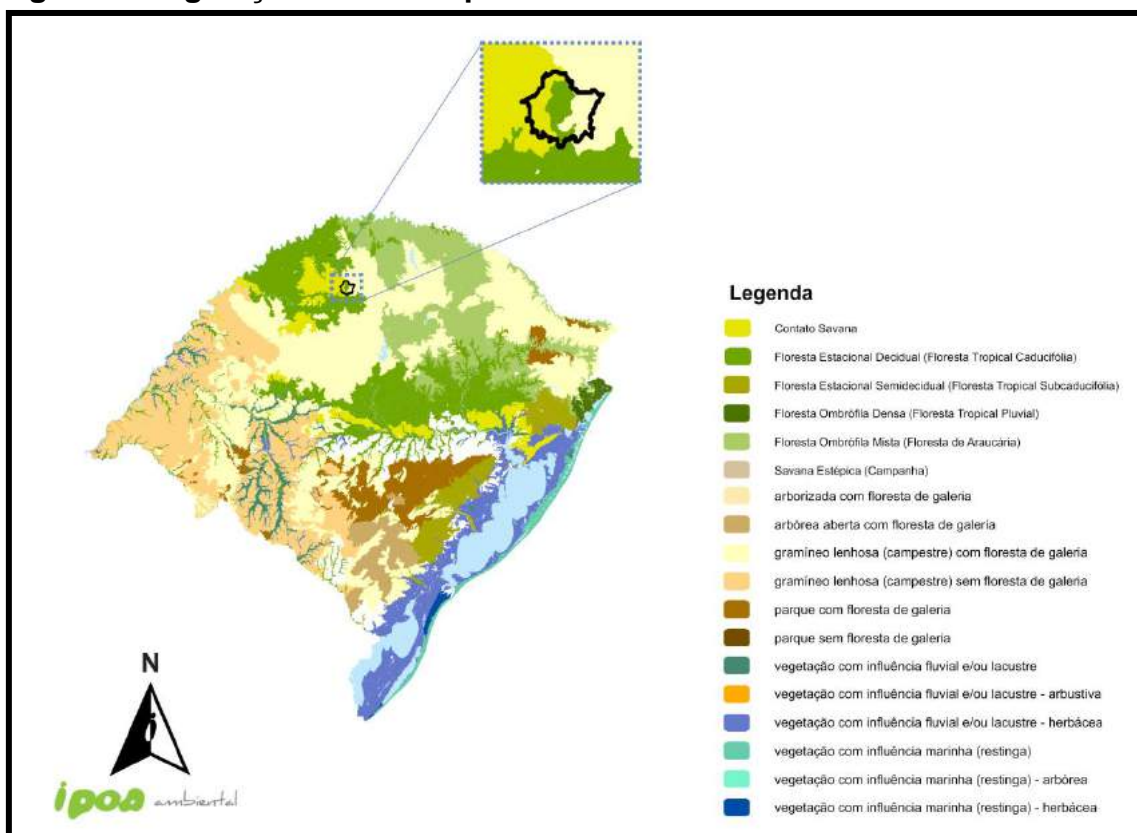 Legenda
Contato Savana
Floresta Estacional Decidual (Floresta Tropical Caducifólia)
Floresta Estacional Semidecidual (Floresta Tropical Subcaducifólia)
Floresta Ombrófila Densa (Floresta Tropical Pluvial)
Floresta Ombrófila Mista (Floresta de Araucária)
Savana Estépica (Campanha)
arborizada com floresta de galeria
arbórea aberta com floresta de galeria
gramíneo lenhosa (campestre) com floresta de galeria
gramíneo lenhosa (campestre) sem floresta de galeria
parque com floresta de galeria
parque sem floresta de galeria
vegetação com influência fluvial e/ou lacustre
vegetação com influência fluvial e/ou lacustre - arbustiva
vegetação com influência fluvial e/ou lacustre - herbácea
vegetação com influência marinha (restinga)
vegetação com influência marinha (restinga) - arbórea
vegetação com influência marinha (restinga) - herbácea
N
ipoa ambiental